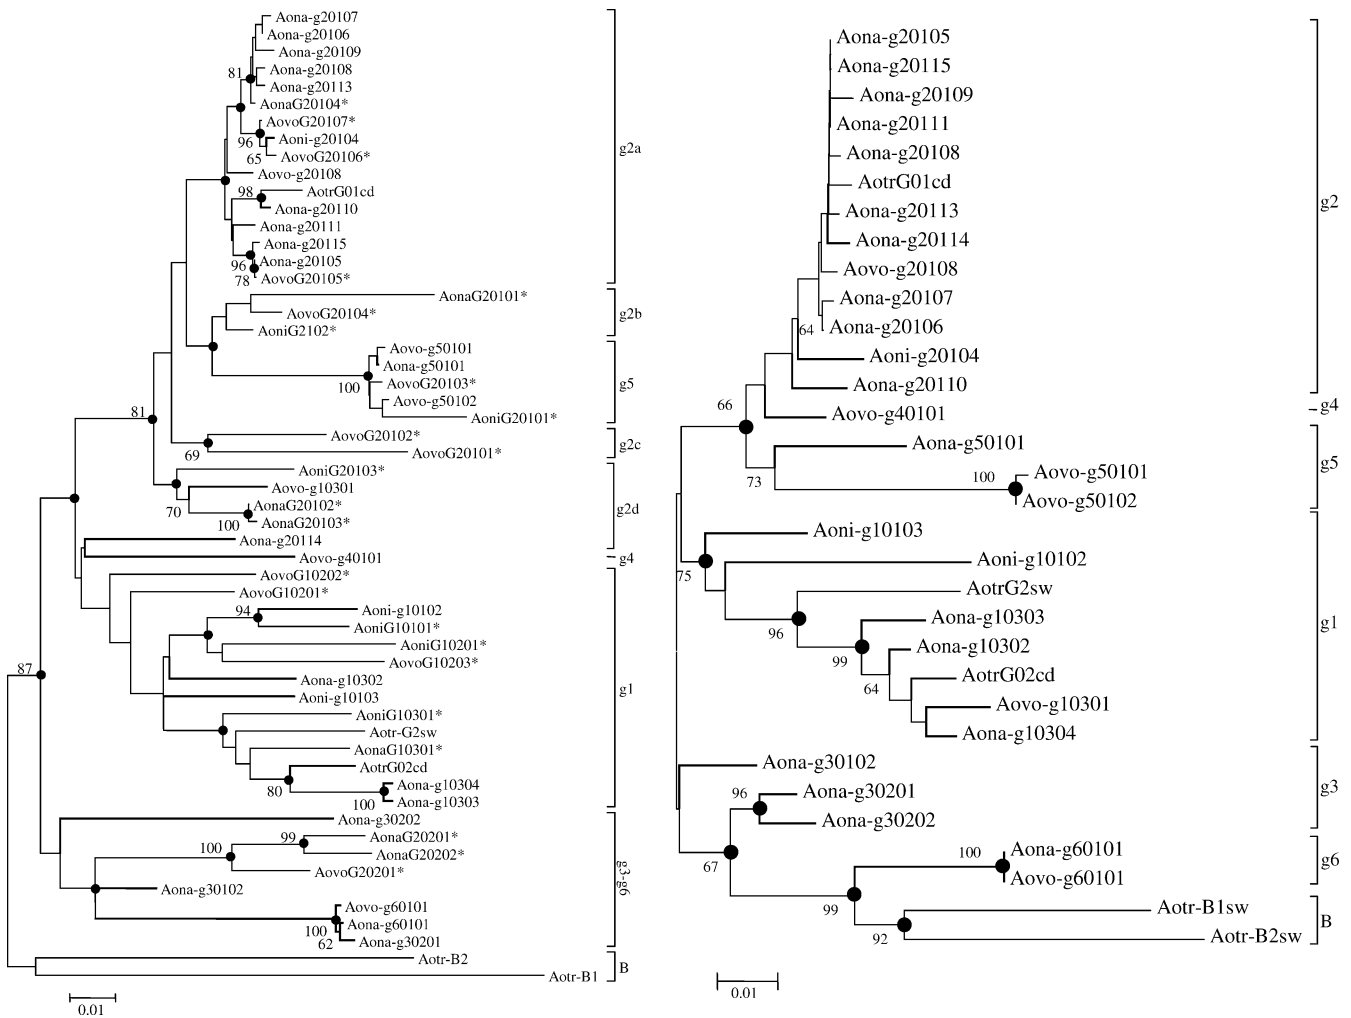 Aona-g20107
Aona-g20106
Aona-g20109
Aona-g20108
81
Aona-g20113
AonaG20104*
AovoG20107*
96
Aoni-g20104
65
AovoG20106*
g2a
Aovo-g20108
98
AotrG01cd
Aona-g20110
Aona-g20111
Aona-g20115
96
Aona-g20105
78
AovoG20105*
AonaG20101*
AovoG20104*
g2b
AoniG2102*
Aovo-g50101
Aona-g50101
100
AovoG20103*
g5
Aovo-g50102
AoniG20101*
81
AovoG20102*
g2c
69
AovoG20101*
AoniG20103*
Aovo-g10301
70
AonaG20102*
g2d
100
AonaG20103*
Aona-g20114
Aovo-g40101
g4
AovoG10202*
AovoG10201*
94
Aoni-g10102
AoniG10101*
AoniG10201*
AovoG10203*
87
Aona-g10302
g1
Aoni-g10103
AoniG10301*
Aotr-G2sw
AonaG10301*
AotrG02cd
80
Aona-g10304
100
Aona-g10303
Aona-g30202
99
AonaG20201*
100
AonaG20202*
AovoG20201*
g3-g6
Aona-g30102
Aovo-g60101
100
Aona-g60101
62
Aona-g30201
Aotr-B2
B
Aotr-B1
0.01
Aona-g20105
Aona-g20115
Aona-g20109
Aona-g20111
Aona-g20108
AotrG01cd
g2
Aona-g20113
Aona-g20114
Aovo-g20108
Aona-g20107
64
Aona-g20106
Aoni-g20104
Aona-g20110
66
g4
Aovo-g40101
Aona-g50101
g5
73
100
Aovo-g50101
Aovo-g50102
Aoni-g10103
75
Aoni-g10102
AotrG2sw
96
Aona-g10303
g1
99
Aona-g10302
64
AotrG02cd
Aovo-g10301
Aona-g10304
Aona-g30102
96
Aona-g30201
g3
Aona-g30202
67
100
Aona-g60101
g6
Aovo-g60101
99
Aotr-B1sw
B
92
Aotr-B2sw
0.01